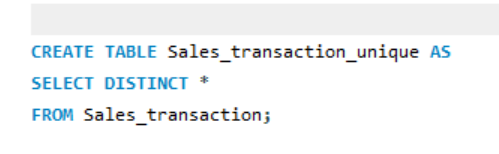 CREATE TABLE Sales_transaction_unique AS
SELECT DISTINCT *
FROM Sales_transaction;